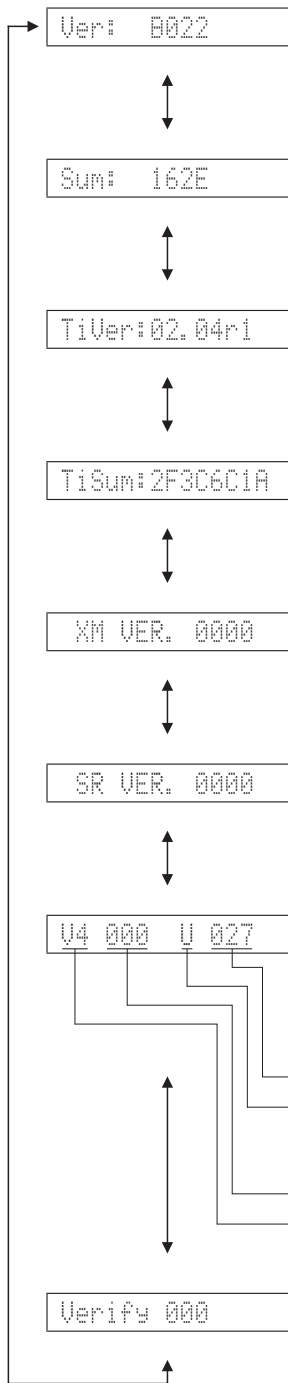 Ver: B022
Sum: 162E
TiVer:02.04r1
TiSum:2F3C6C1A
XM VER. 0000
SR VER. 0000
V4 000 U 027
Verify 000